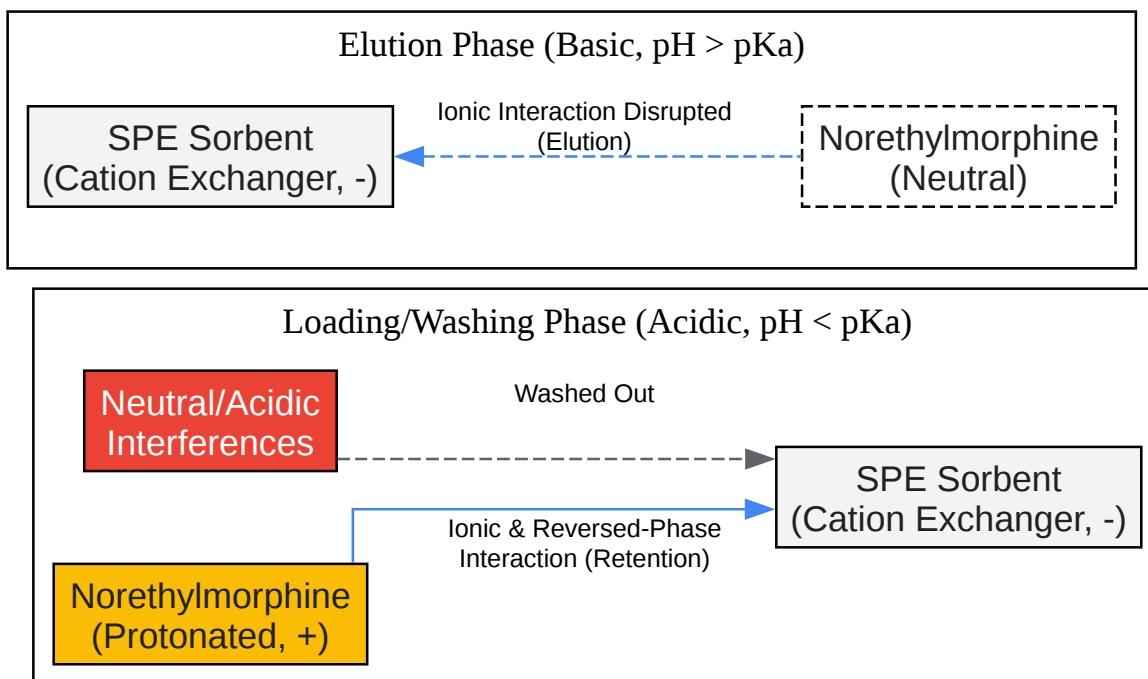 Elution Phase (Basic, pH > pKa)
Ionic Interaction Disrupted
(Elution)
SPE Sorbent
(Cation Exchanger, -)
Norethylmorphine
(Neutral)
Loading/Washing Phase (Acidic, pH < pKa)
Neutral/Acidic
Interferences
Washed Out
SPE Sorbent
(Cation Exchanger, -)
Ionic & Reversed-Phase
Interaction (Retention)
Norethylmorphine
(Protonated, +)